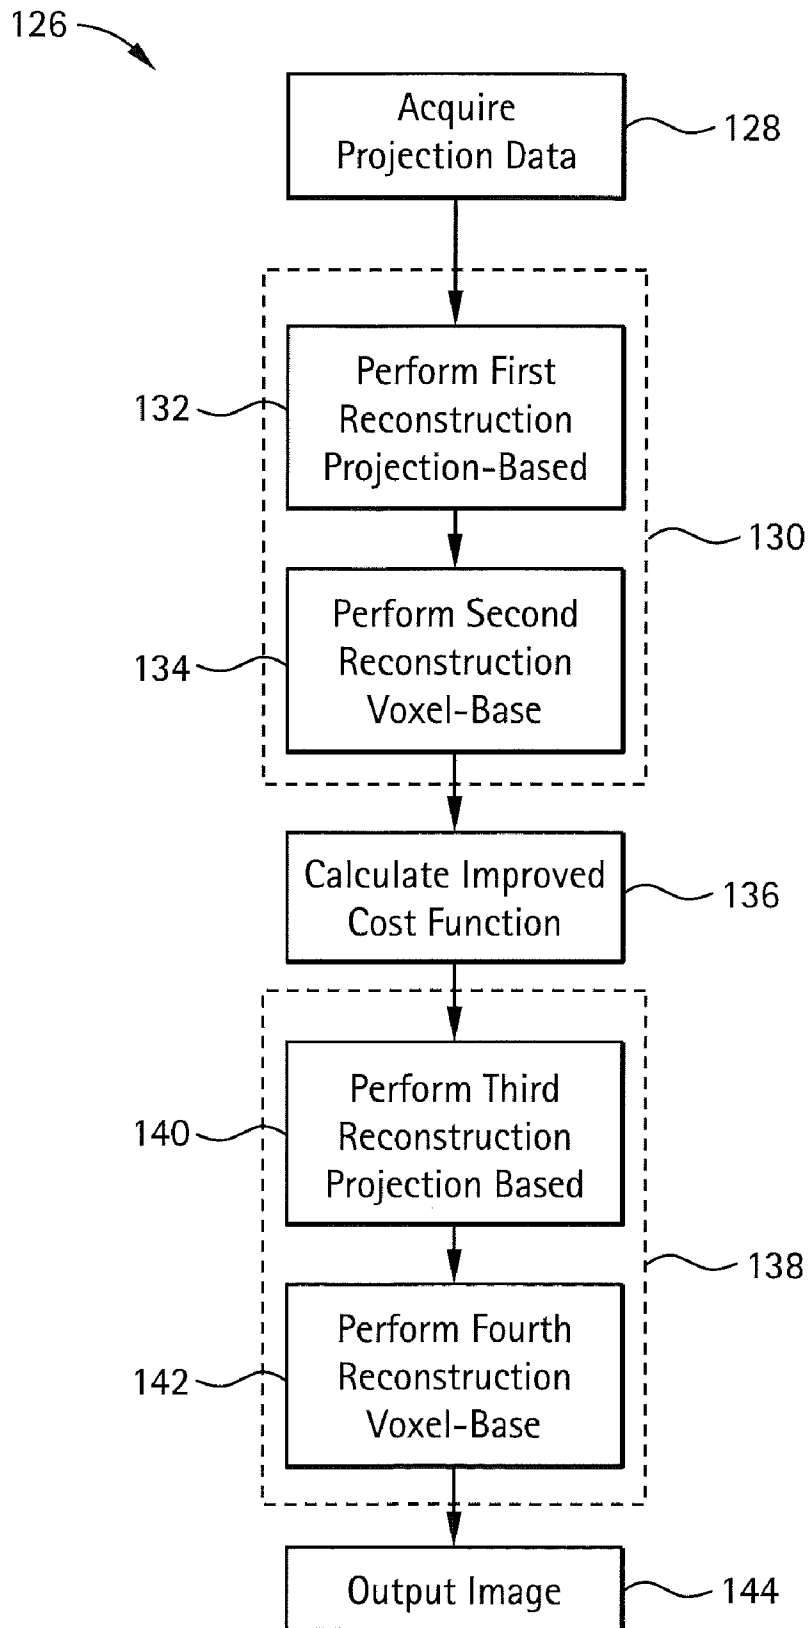 126
Acquire
Projection Data
128
Perform First
Reconstruction
Projection-Based
132
130
Perform Second
Reconstruction
Voxel-Base
134
Calculate Improved
Cost Function
136
Perform Third
Reconstruction
Projection Based
140
138
Perform Fourth
Reconstruction
Voxel-Base
142
Output Image
144